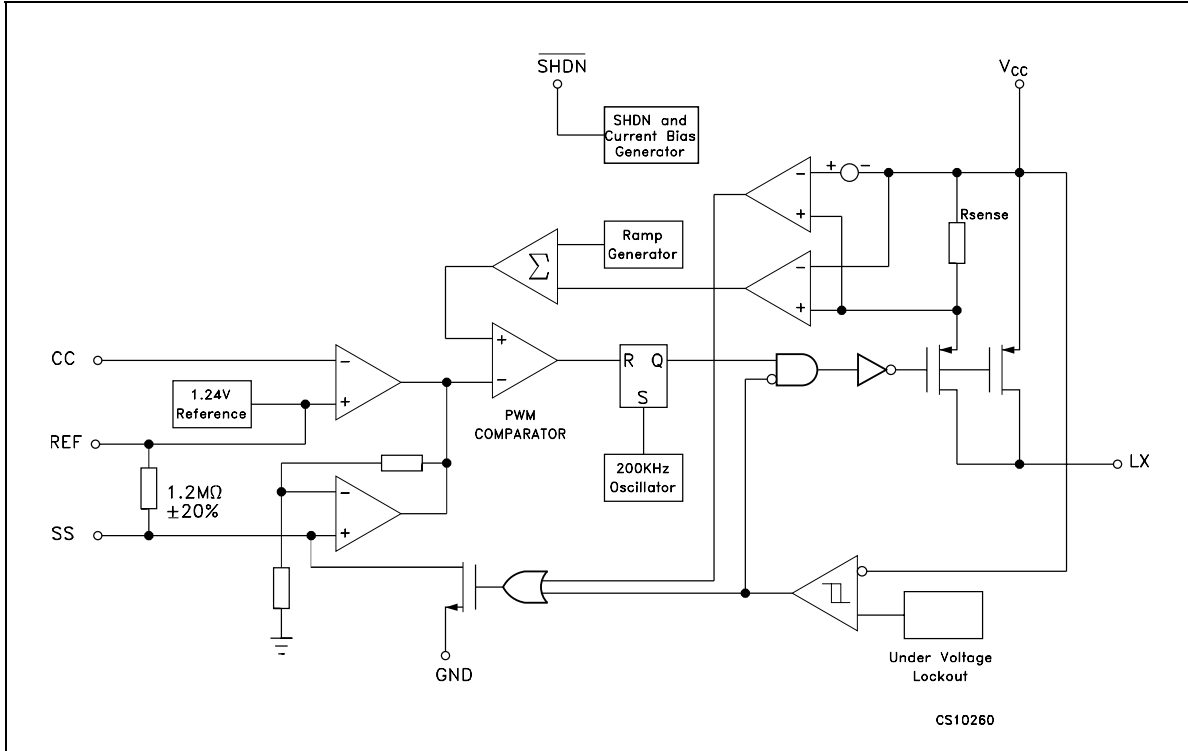 SHDN
VCC
SHDN and
Current Bias
Generator
+ -
-
+
Rsense
Ramp
Generator
Σ
-
+
CC
-
+
+
-
R Q
S
1.24V
Reference
PWM
COMPARATOR
REF
200KHz
Oscillator
LX
1.2MΩ
±20%
-
+
SS
GND
Under Voltage
Lockout
CS10260